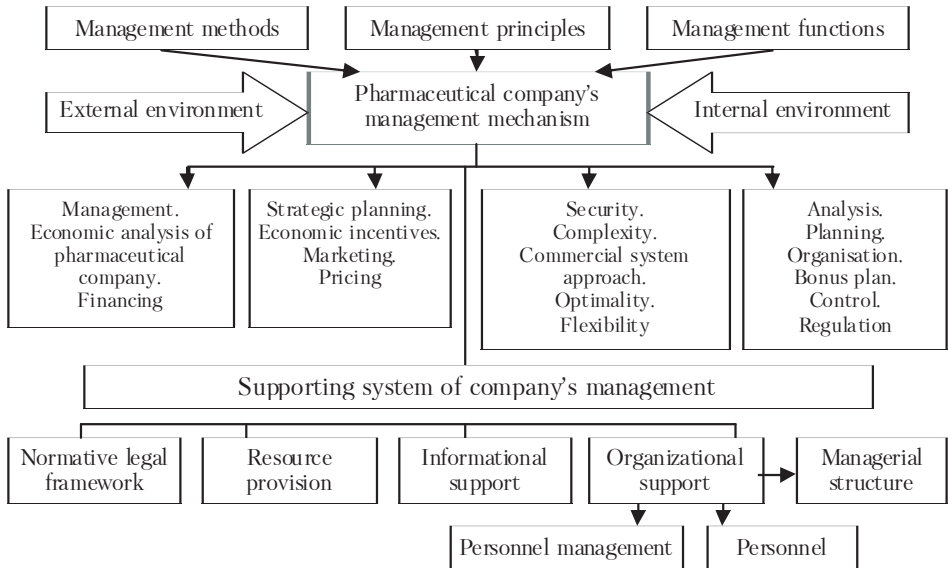 Management methods
Management principles
Management functions
External environment
Pharmaceutical company's
management mechanism
Internal environment
Management.
Economic analysis of
pharmaceutical
company.
Financing
Strategic planning.
Economic incentives.
Marketing.
Pricing
Security.
Complexity.
Commercial system
approach.
Optimality.
Flexibility
Analysis.
Planning.
Organisation.
Bonus plan.
Control.
Regulation
Supporting system of company's management
Normative legal
framework
Resource
provision
Informational
support
Organizational
support
Managerial
structure
Personnel management
Personnel